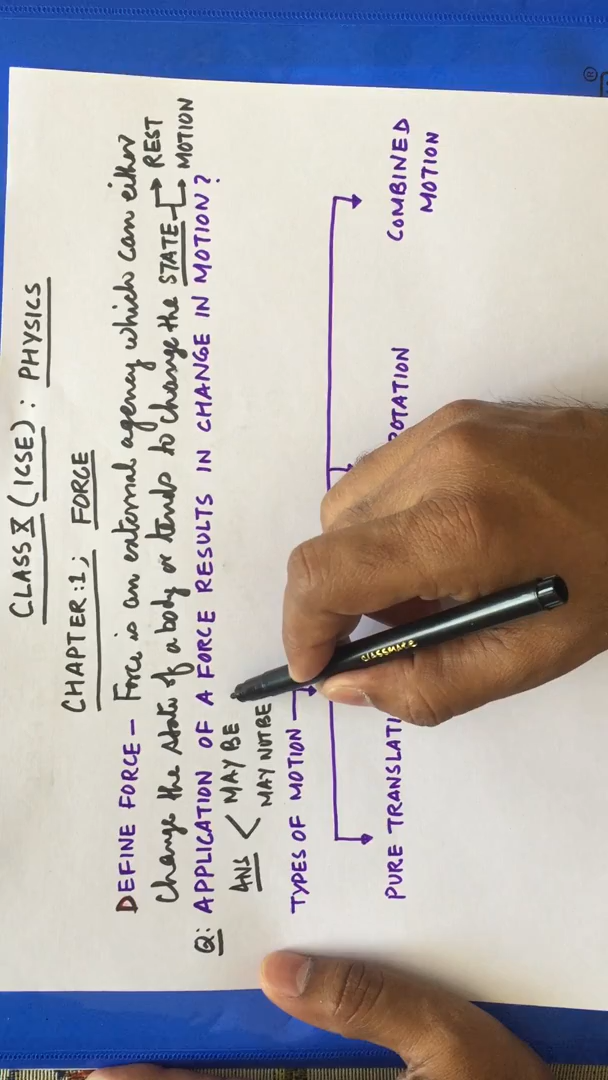 CLASS X (ICSE) : PHYSICS
CHAPTER:1; FORCE
DEFINE FORCE - Force is an external agency which can either
change the state of a body or tends to change the STATE → REST
→ MOTION
Q: APPLICATION OF A FORCE RESULTS IN CHANGE IN MOTION?
ANS < MAY BE
MAY NOT BE
TYPES OF MOTION
PURE TRANSLATI
ROTATION
COMBINED
MOTION